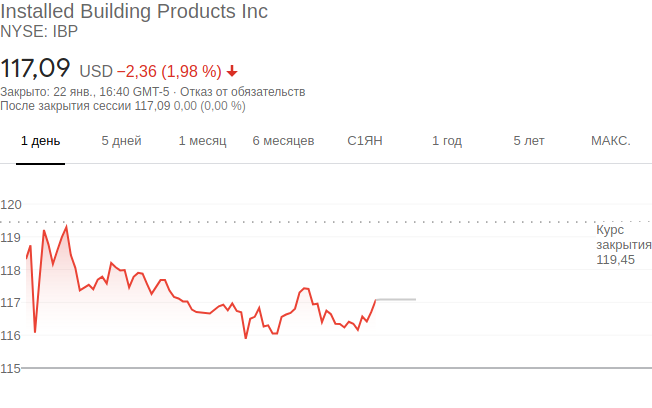 Installed Building Products Inc
NYSE: IBP
117,09 USD −2,36 (1,98 %)
Закрыто: 22 янв., 16:40 GMT-5 · Отказ от обязательств
После закрытия сессии 117,09 0,00 (0,00 %)
1 день 5 дней 1 месяц 6 месяцев С1ЯН 1 год 5 лет МАКС.
120
119
118
117
116
115
Курс
закрытия
119,45